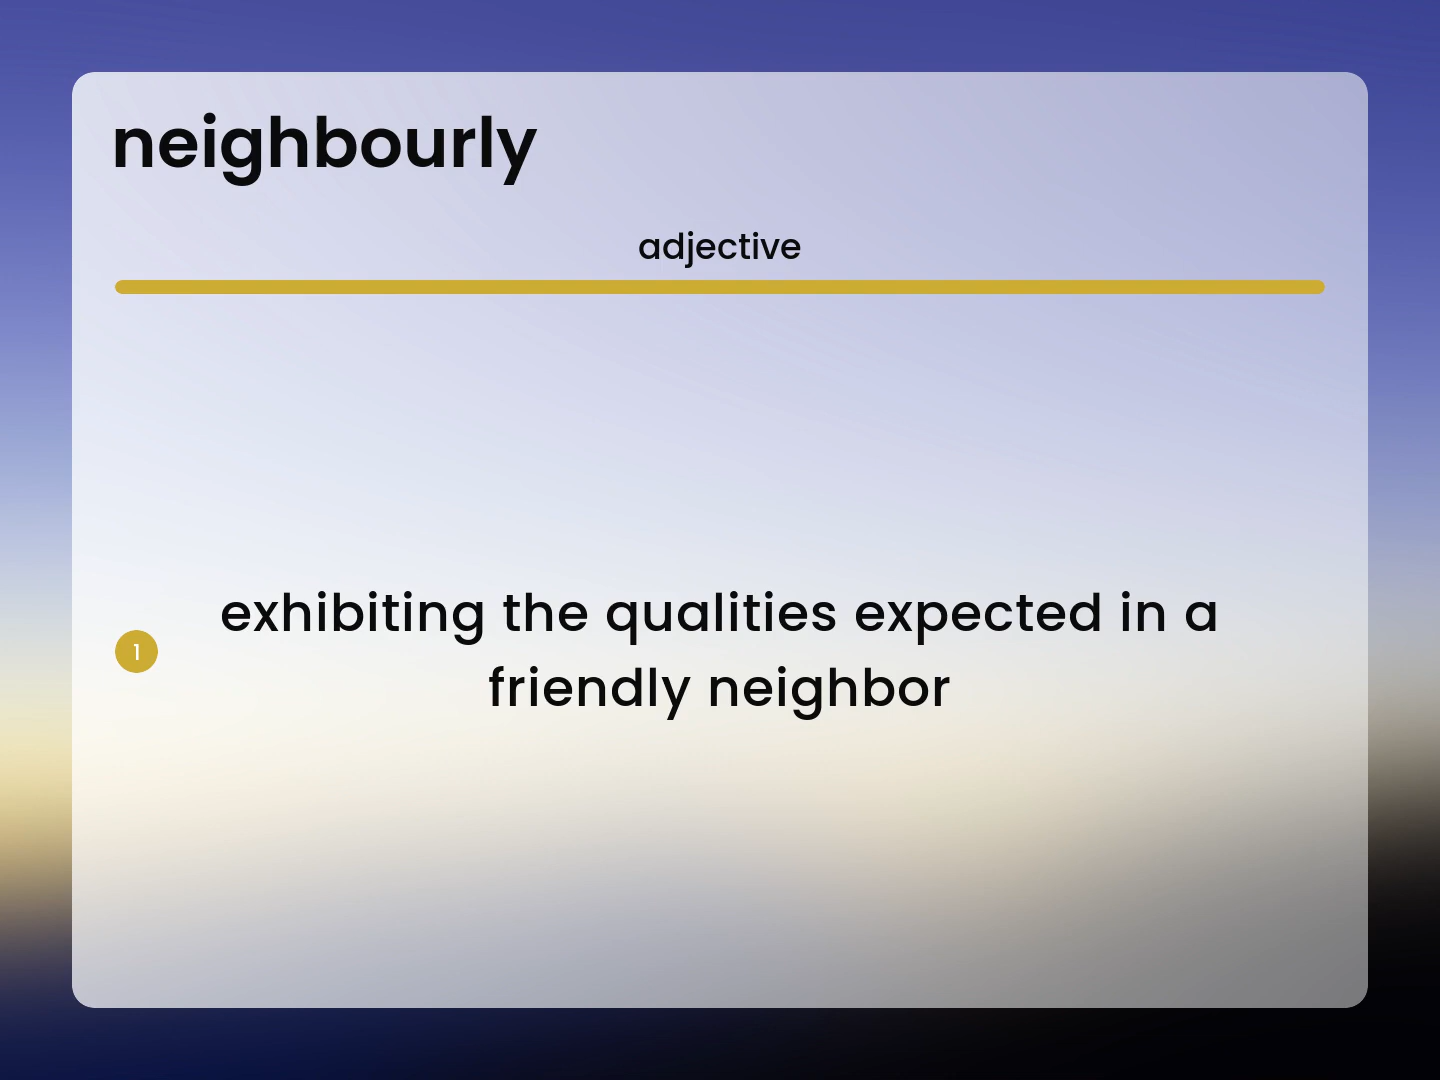 neighbourly
adjective
1
exhibiting the qualities expected in a
friendly neighbor